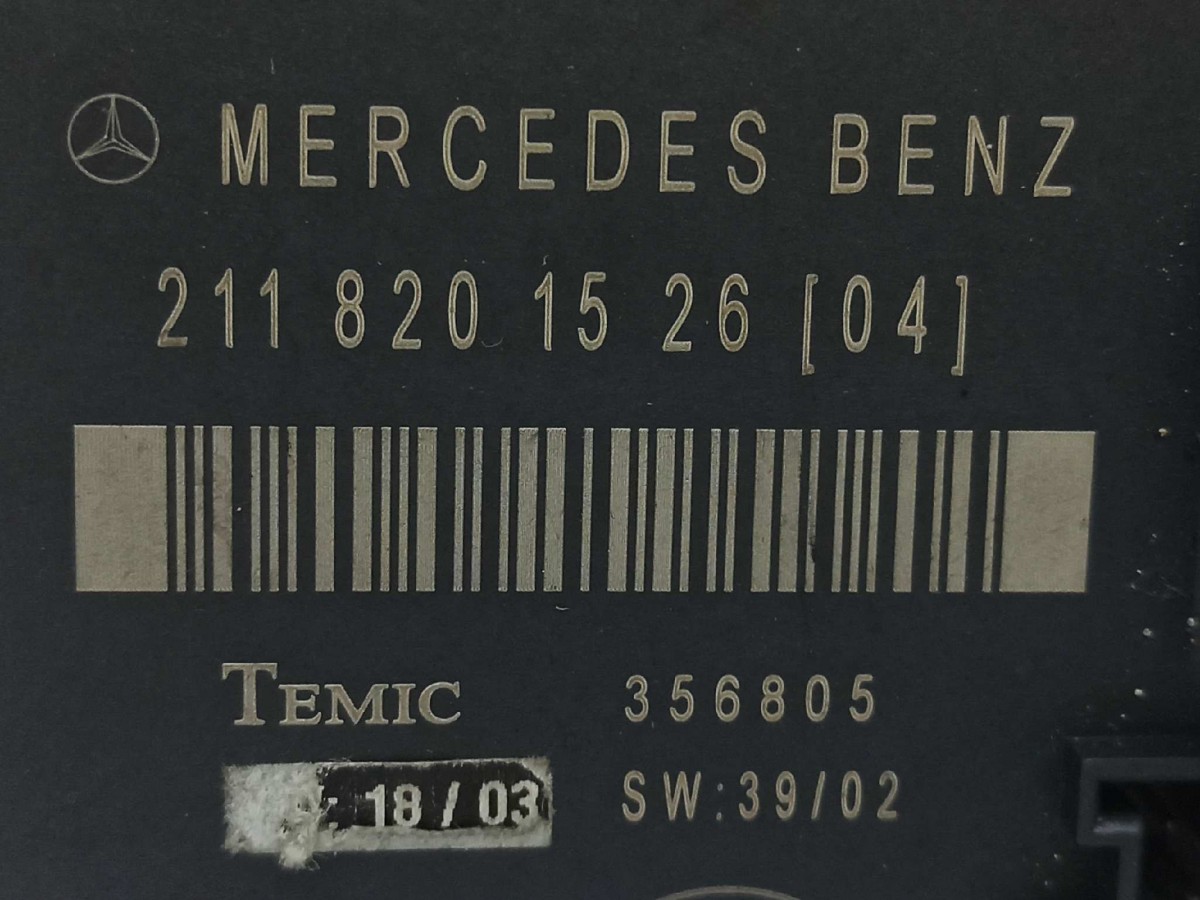 MERCEDES BENZ
211 820 15 26 [04]
TEMIC 356805
: 18 / 03 SW:39/02